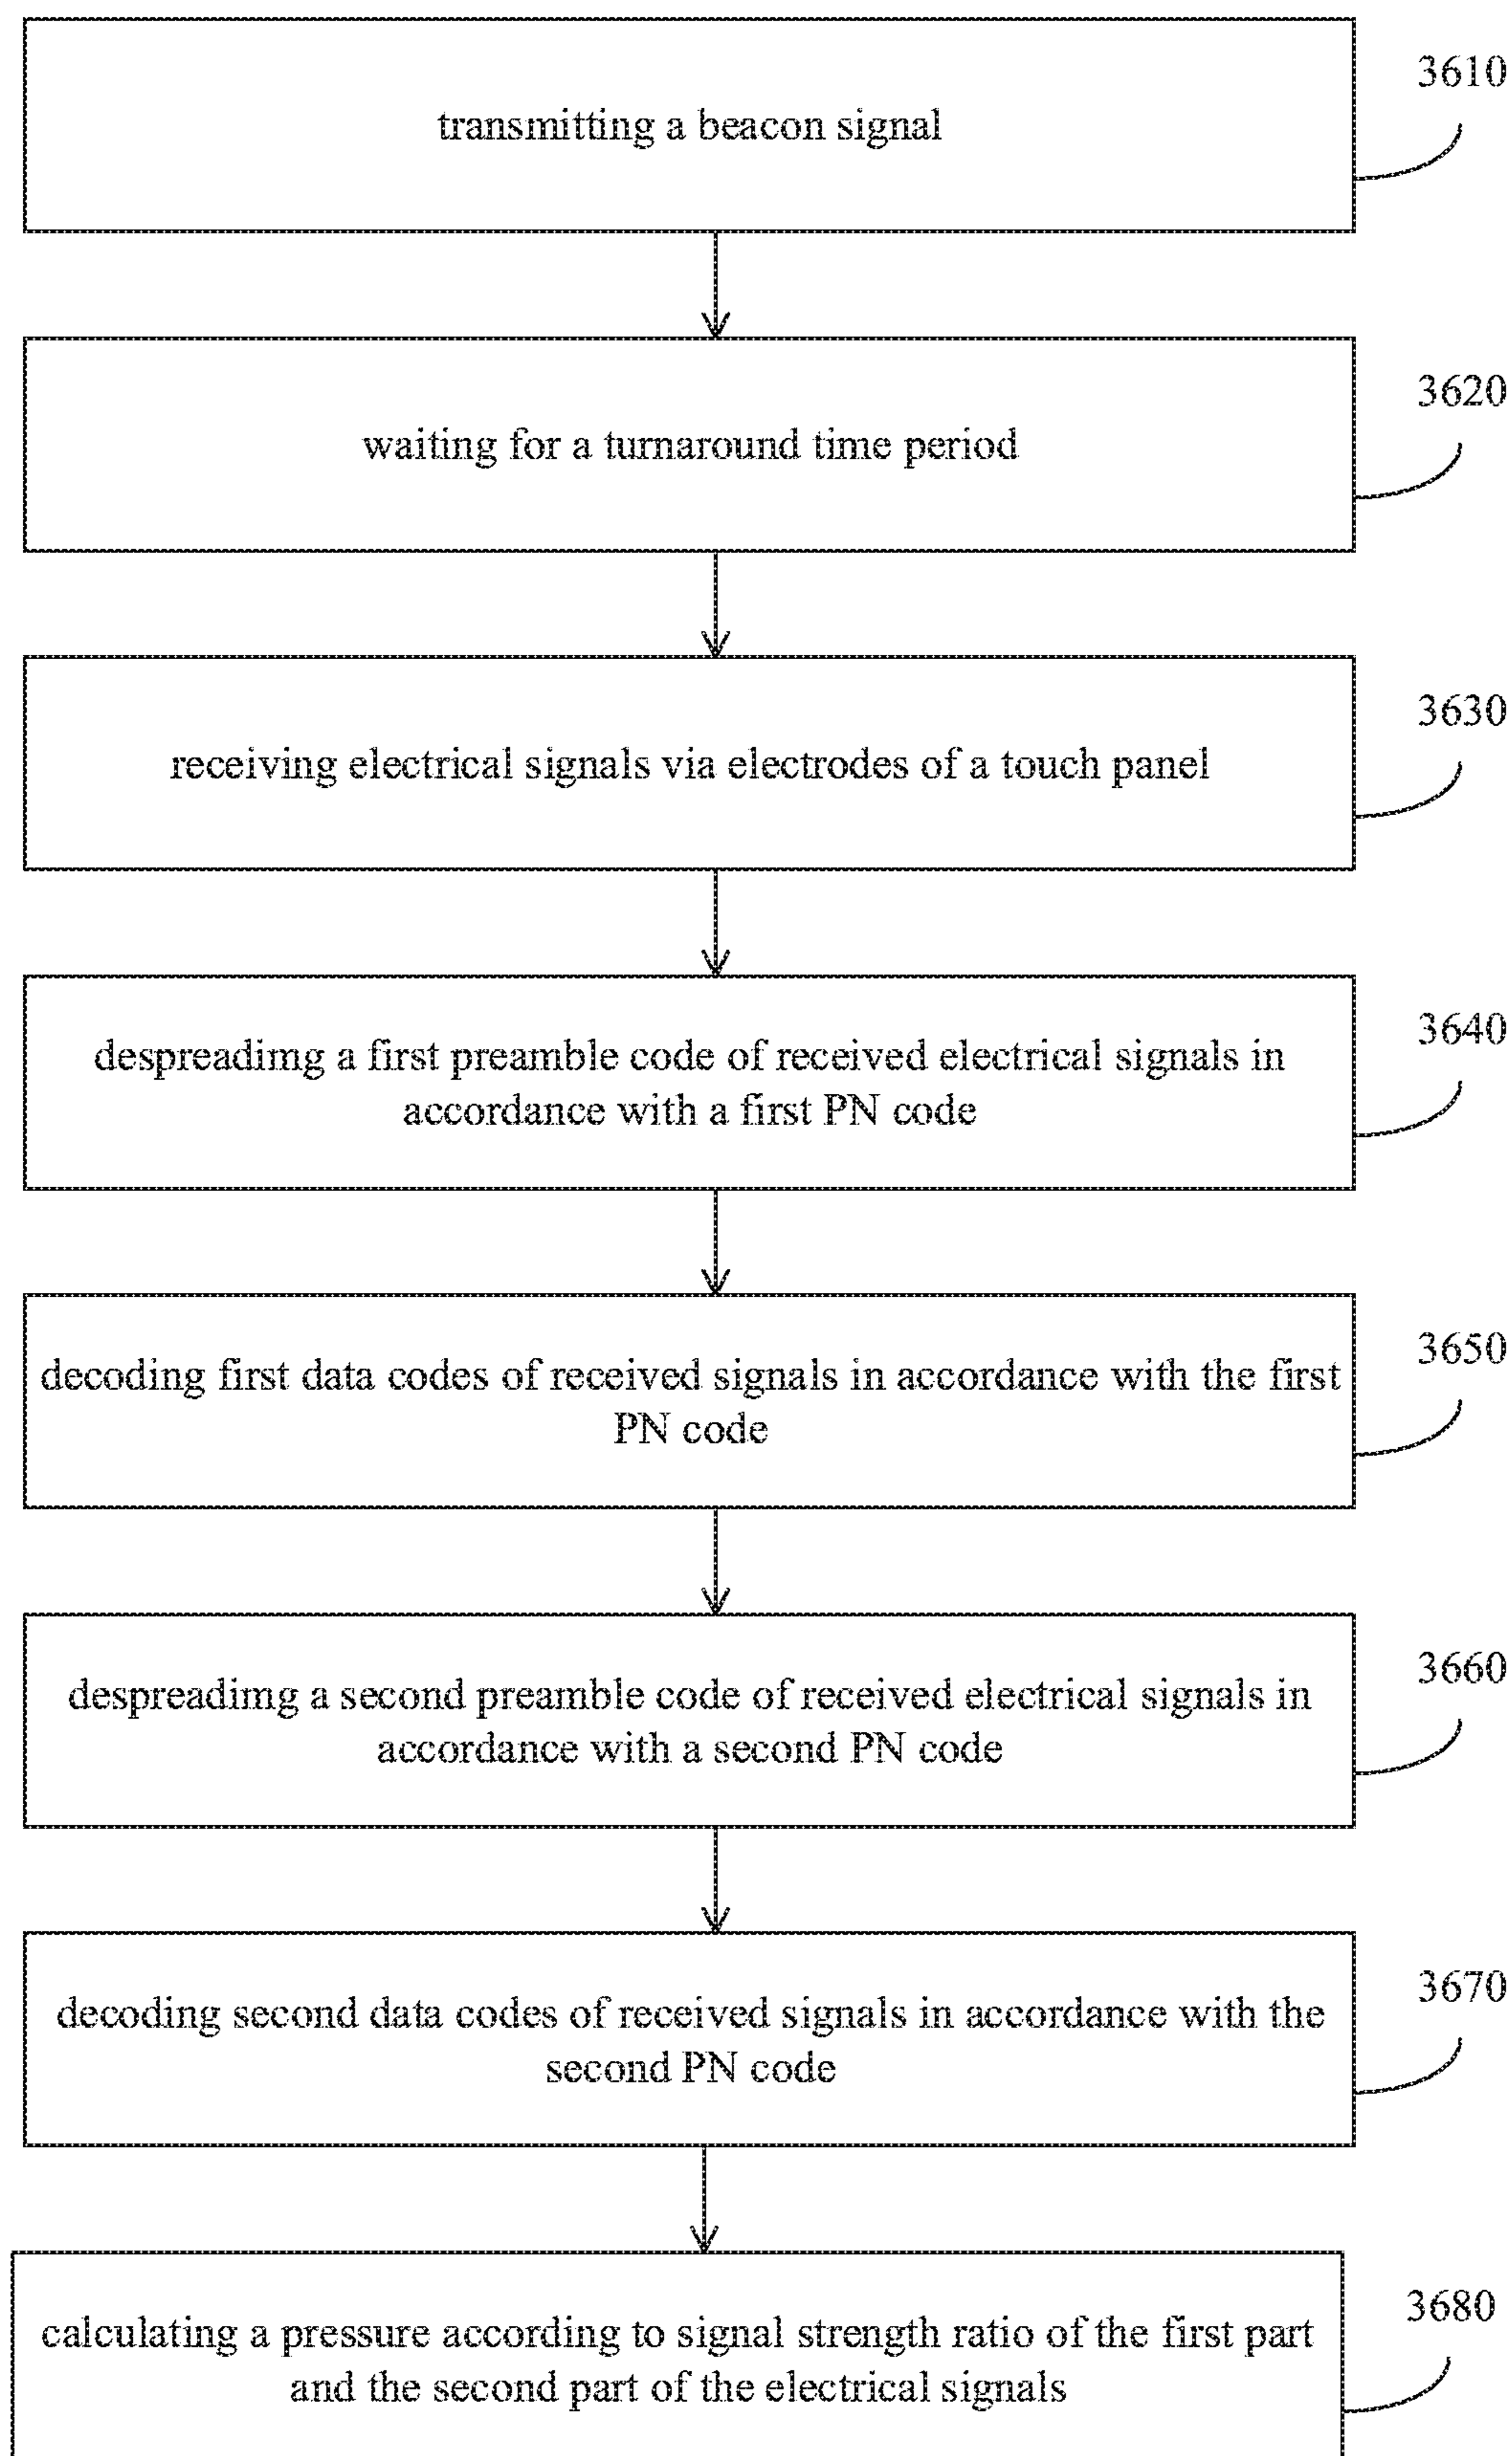 3610
transmitting a beacon signal
3620
waiting for a turnaround time period
3630
receiving electrical signals via electrodes of a touch panel
3640
despreadimg a first preamble code of received electrical signals in
accordance with a first PN code
3650
decoding first data codes of received signals in accordance with the first
PN code
3660
despreadimg a second preamble code of received electrical signals in
accordance with a second PN code
3670
decoding second data codes of received signals in accordance with the
second PN code
3680
calculating a pressure according to signal strength ratio of the first part
and the second part of the electrical signals